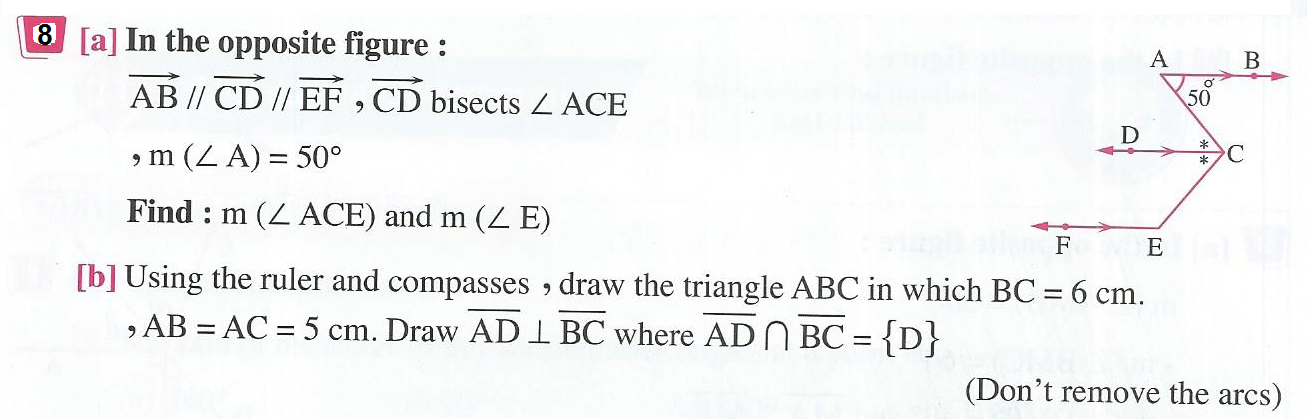 8 [a] In the opposite figure :
AB // CD // EF , CD bisects ∠ ACE
, m (∠ A) = 50°
Find : m (∠ ACE) and m (∠ E)
A B
50°
D
* *
C
F E
[b] Using the ruler and compasses , draw the triangle ABC in which BC = 6 cm.
, AB = AC = 5 cm. Draw AD ⊥ BC where AD ∩ BC = {D}
(Don't remove the arcs)